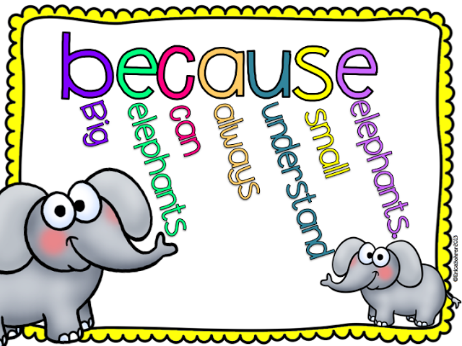 because
Big
elephants
can
always
understand
small
elephants.